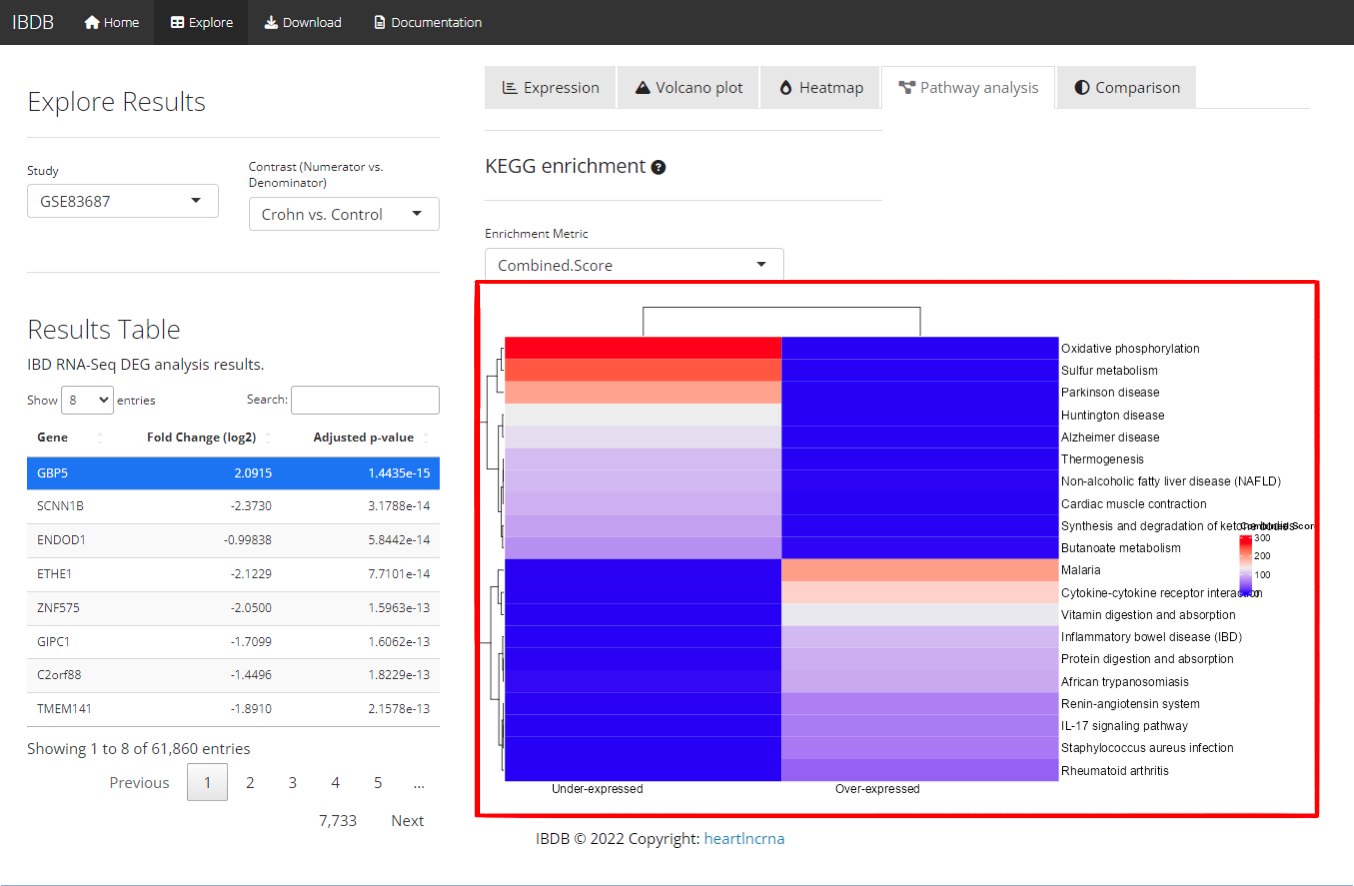 IBDB Home Explore Download Documentation
Explore Results
Study
GSE83687
Contrast (Numerator vs.
Denominator)
Crohn vs. Control
Results Table
IBD RNA-Seq DEG analysis results.
Show 8 entries Search:
Gene Fold Change (log2) Adjusted p-value
GBP5 2.0915 1.4435e-15
SCNN1B -2.3730 3.1788e-14
ENDOD1 -0.99838 5.8442e-14
ETHE1 -2.1229 7.7101e-14
ZNF575 -2.0500 1.5963e-13
GIPC1 -1.7099 1.6062e-13
C2orf88 -1.4496 1.8229e-13
TMEM141 -1.8910 2.1578e-13
Showing 1 to 8 of 61,860 entries
Previous 1 2 3 4 5 ...
7,733 Next
Expression Volcano plot Heatmap Pathway analysis Comparison
KEGG enrichment ?
Enrichment Metric
Combined.Score
Oxidative phosphorylation
Sulfur metabolism
Parkinson disease
Huntington disease
Alzheimer disease
Thermogenesis
Non-alcoholic fatty liver disease (NAFLD)
Cardiac muscle contraction
Synthesis and degradation of ketone bodies
Butanoate metabolism
Malaria
Cytokine-cytokine receptor interaction
Vitamin digestion and absorption
Inflammatory bowel disease (IBD)
Protein digestion and absorption
African trypanosomiasis
Renin-angiotensin system
IL-17 signaling pathway
Staphylococcus aureus infection
Rheumatoid arthritis
Combined Scor
300
200
100
0
Under-expressed Over-expressed
IBDB © 2022 Copyright: heartlncrna